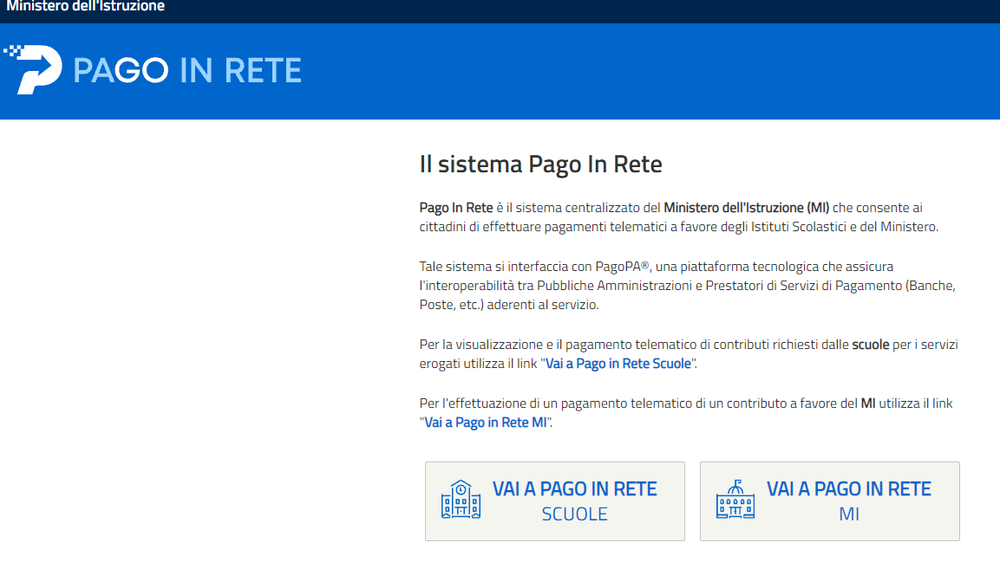 Ministero dell'Istruzione
PAGO IN RETE
Il sistema Pago In Rete
Pago In Rete è il sistema centralizzato del Ministero dell'Istruzione (MI) che consente ai
cittadini di effettuare pagamenti telematici a favore degli Istituti Scolastici e del Ministero.
Tale sistema si interfaccia con PagoPA®, una piattaforma tecnologica che assicura
l'interoperabilità tra Pubbliche Amministrazioni e Prestatori di Servizi di Pagamento (Banche,
Poste, etc.) aderenti al servizio.
Per la visualizzazione e il pagamento telematico di contributi richiesti dalle scuole per i servizi
erogati utilizza il link "Vai a Pago in Rete Scuole".
Per l'effettuazione di un pagamento telematico di un contributo a favore del MI utilizza il link
"Vai a Pago in Rete MI".
VAI A PAGO IN RETE
SCUOLE
VAI A PAGO IN RETE
MI